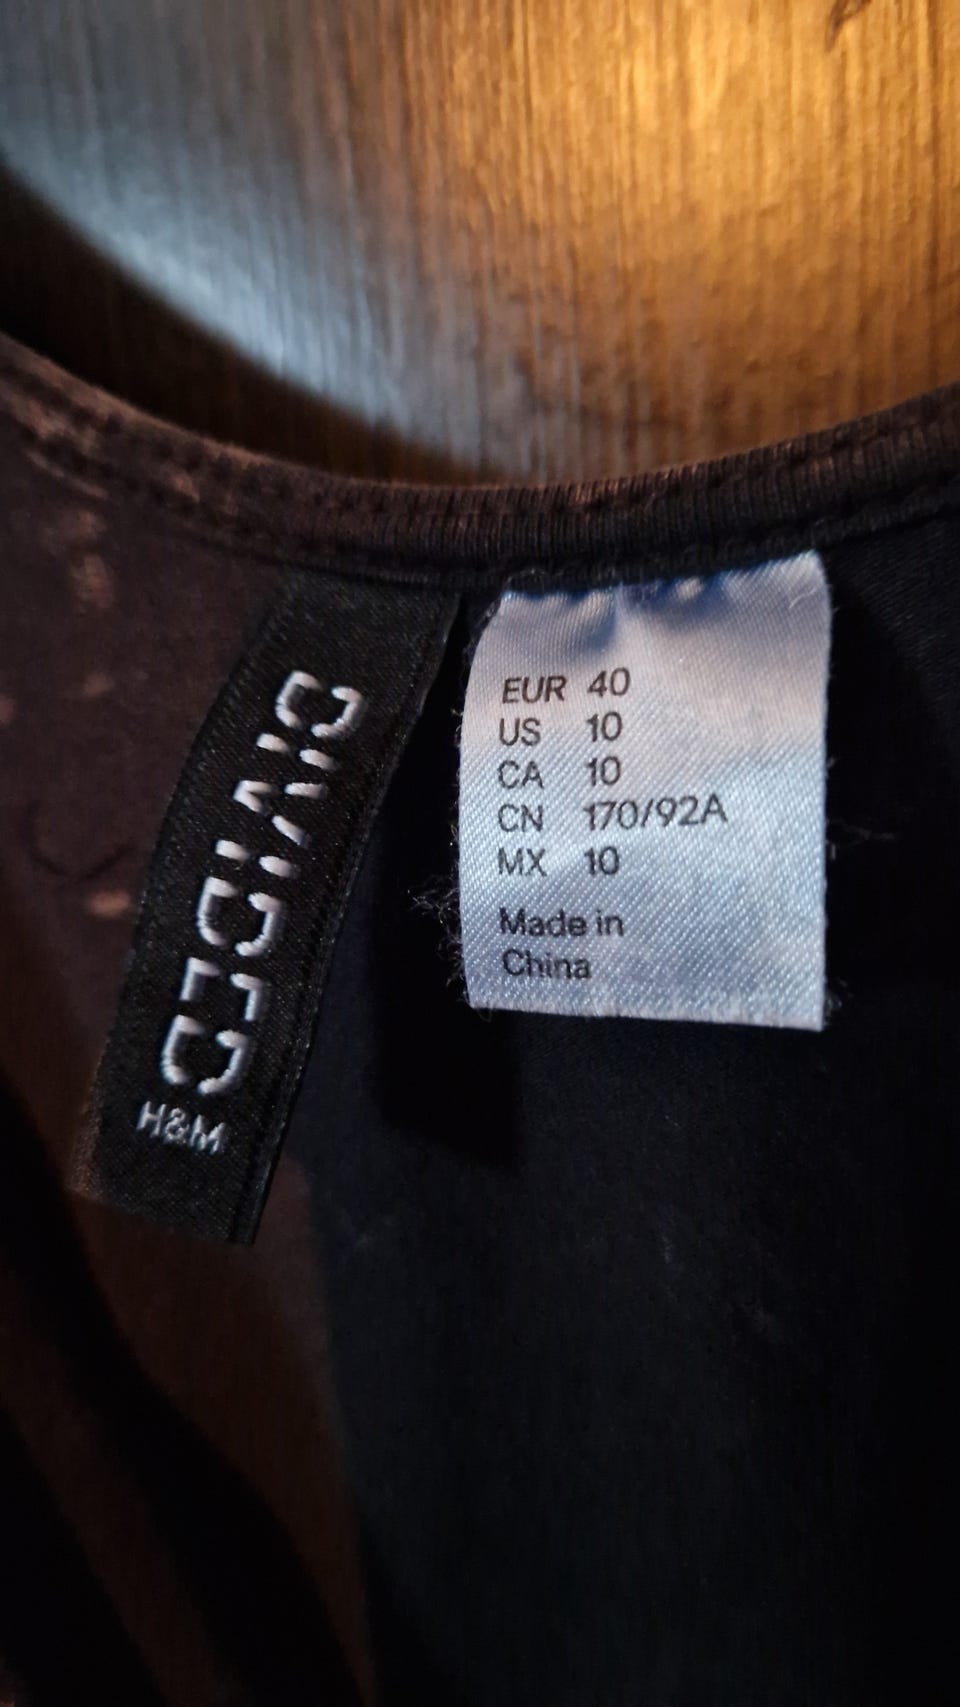 DIVIDED
H&M
EUR 40
US 10
CA 10
CN 170/92A
MX 10
Made in
China